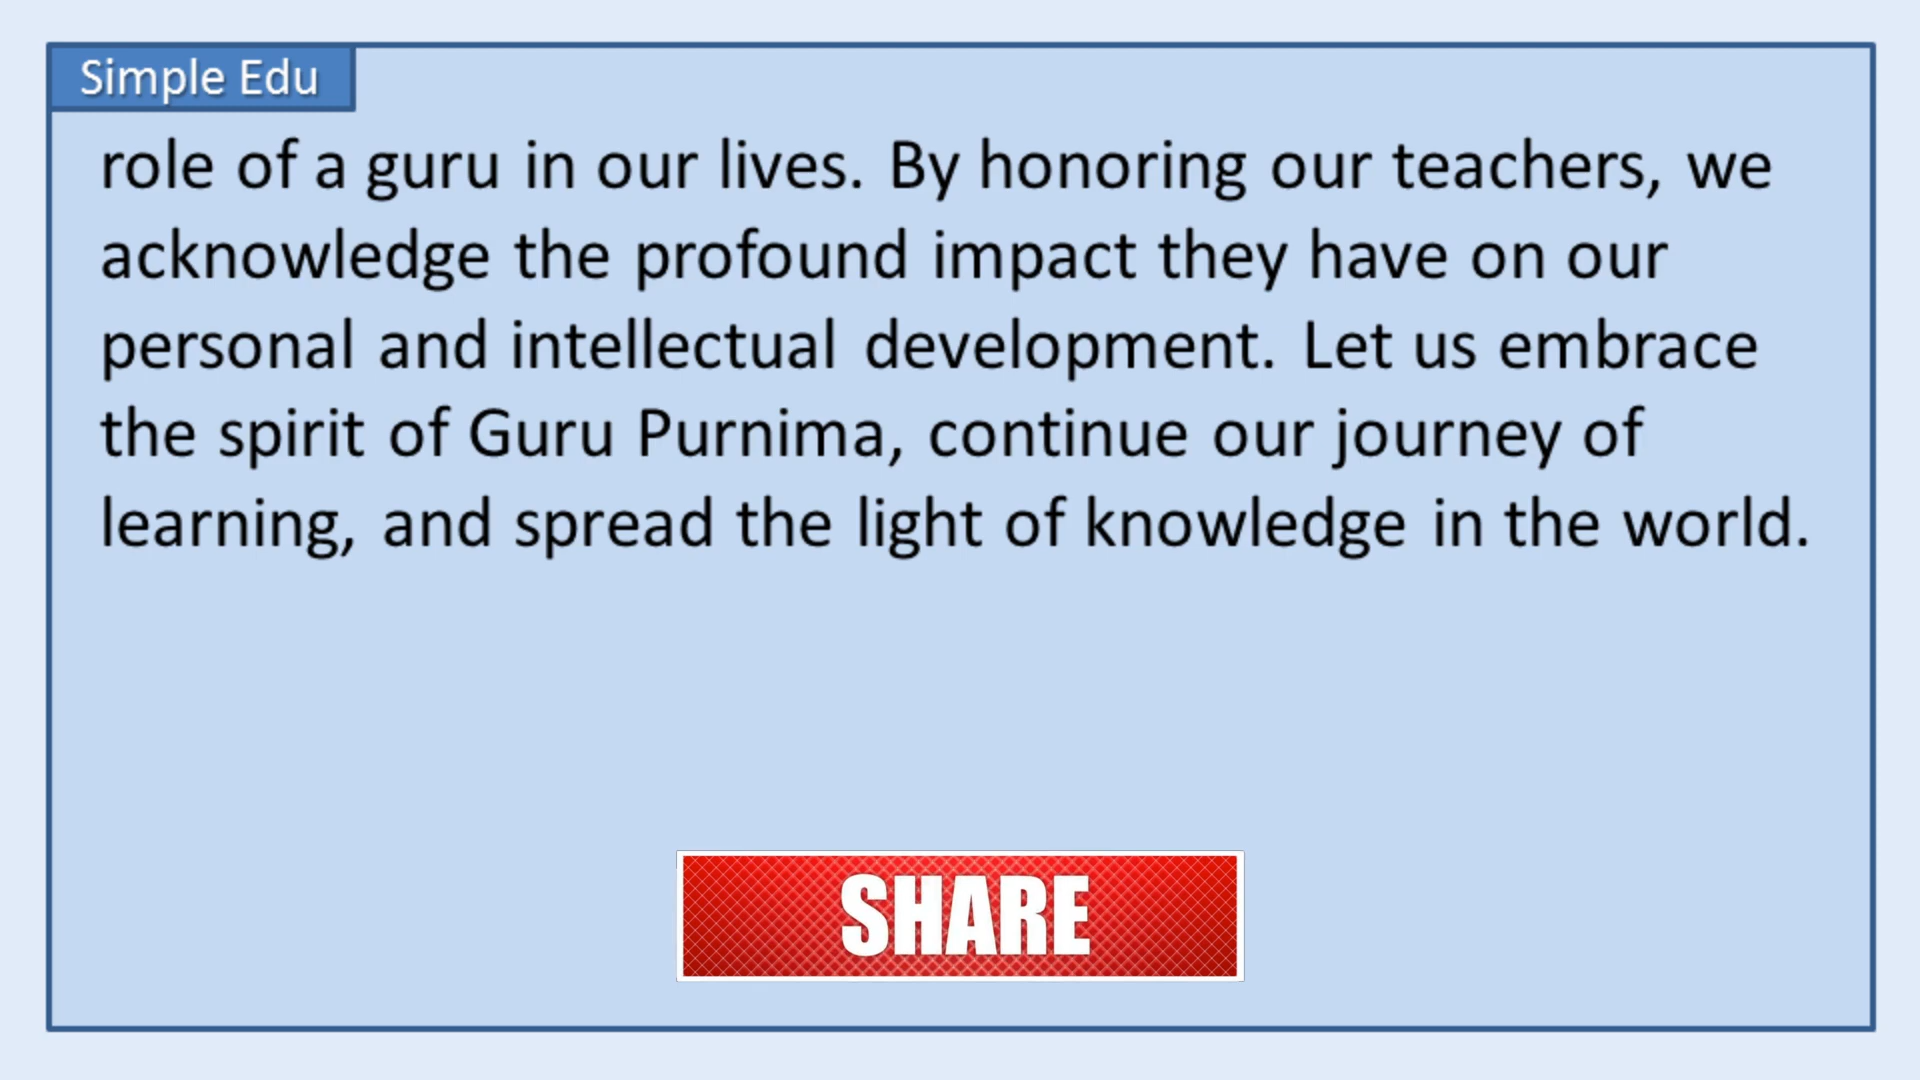 Simple Edu
role of a guru in our lives. By honoring our teachers, we
acknowledge the profound impact they have on our
personal and intellectual development. Let us embrace
the spirit of Guru Purnima, continue our journey of
learning, and spread the light of knowledge in the world.
SHARE